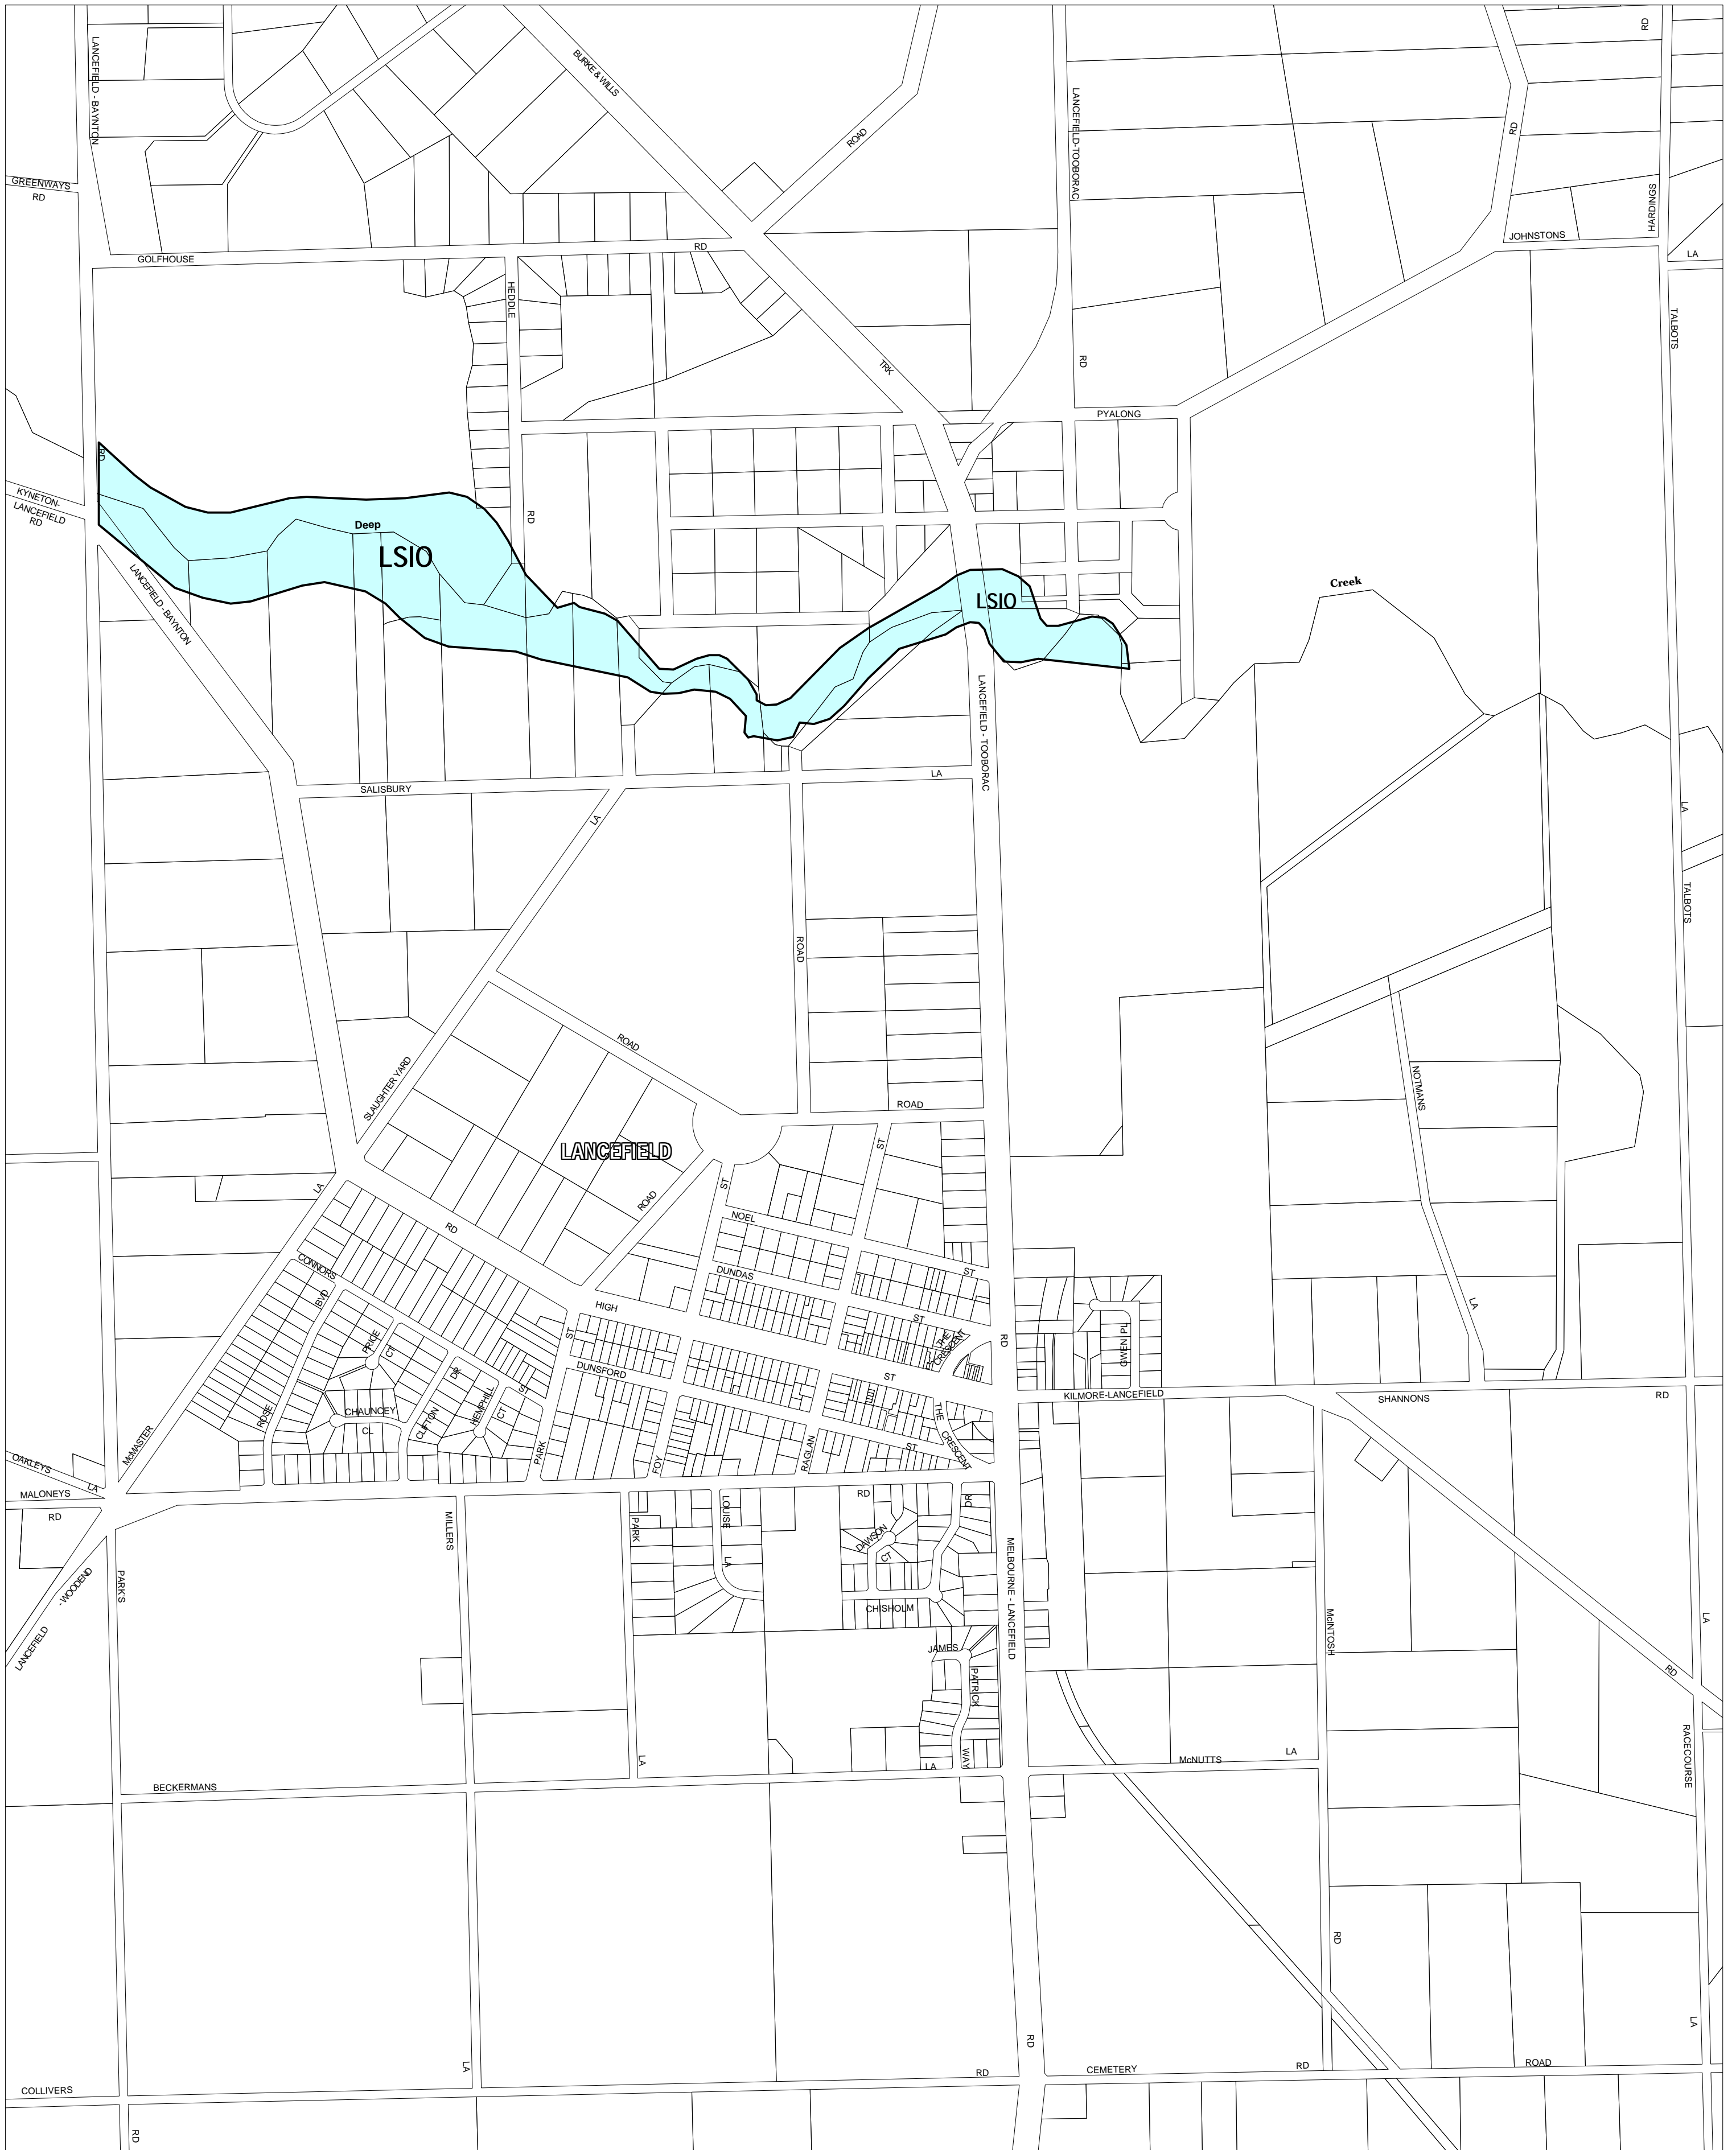 LANCEFIELD - BAYNTON
BURKE & WILLS
ROAD
LANCEFIELD-TOOBORAC
RD
RD
HARDINGS
GREENWAYS
RD
GOLFHOUSE
RD
JOHNSTONS
LA
HEDDLE
TALBOTS
TRK
RD
PYALONG
RD
KYNETON-
LANCEFIELD
RD
RD
Deep
LSIO
LANCEFIELD - BAYNTON
LSIO
Creek
LANCEFIELD - TOOBORAC
SALISBURY
LA
LA
LA
TALBOTS
ROAD
ROAD
SLAUGHTER YARD
ROAD
NOTMANS
LANCEFIELD
ST
ST
LA
ROAD
RD
NOEL
ST
CONNORS
BVD
DUNDAS
HIGH
ST
LA
PRICE
CT
ST
THE
CRESCENT
RD
GWEN PL
DUNSFORD
ST
DR
ST
KILMORE-LANCEFIELD
SHANNONS
RD
ROSE
CHAUNCEY
CL
CLIFTON
HEMPHILL
CT
PARK
FOY
RAGLAN
ST
THE
CRESCENT
McMASTER
OAKLEYS
LA
MALONEYS
RD
MILLERS
PARK
LOUISE
LA
RD
RD
DAWSON
CT
CHISHOLM
MELBOURNE - LANCEFIELD
- WOODEND
LANCEFIELD
PARK'S
JAMES
PATRICK
WAY
McINTOSH
LA
RD
RACECOURSE
LA
LA
McNUTTS
LA
BECKERMANS
RD
LA
RD
LA
RD
CEMETERY
RD
ROAD
COLLIVERS
RD